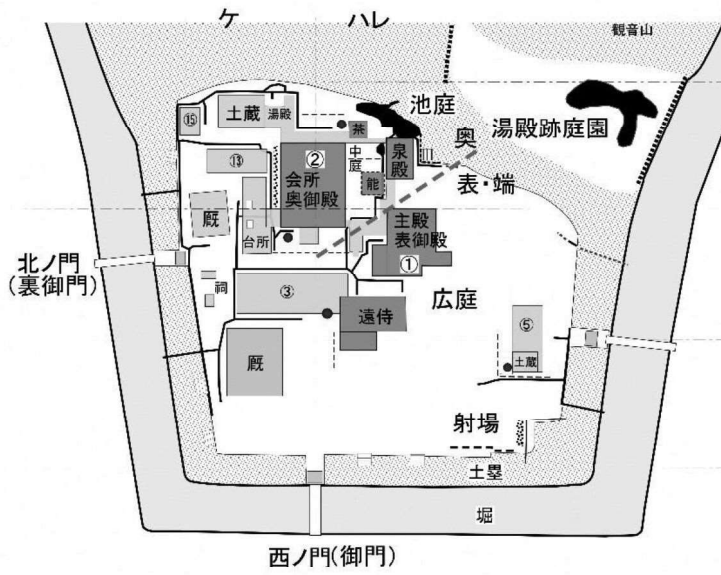 ケ
ハレ
観音山
⑮
土蔵
湯殿
茶
池庭
湯殿跡庭園
奥
表・端
⑬
②
会所
奥御殿
中
庭
能
泉
殿
厩
台所
主殿
表御殿
①
北ノ門
(裏御門)
祠
③
遠侍
広庭
⑤
土蔵
厩
射場
土塁
堀
西ノ門(御門)